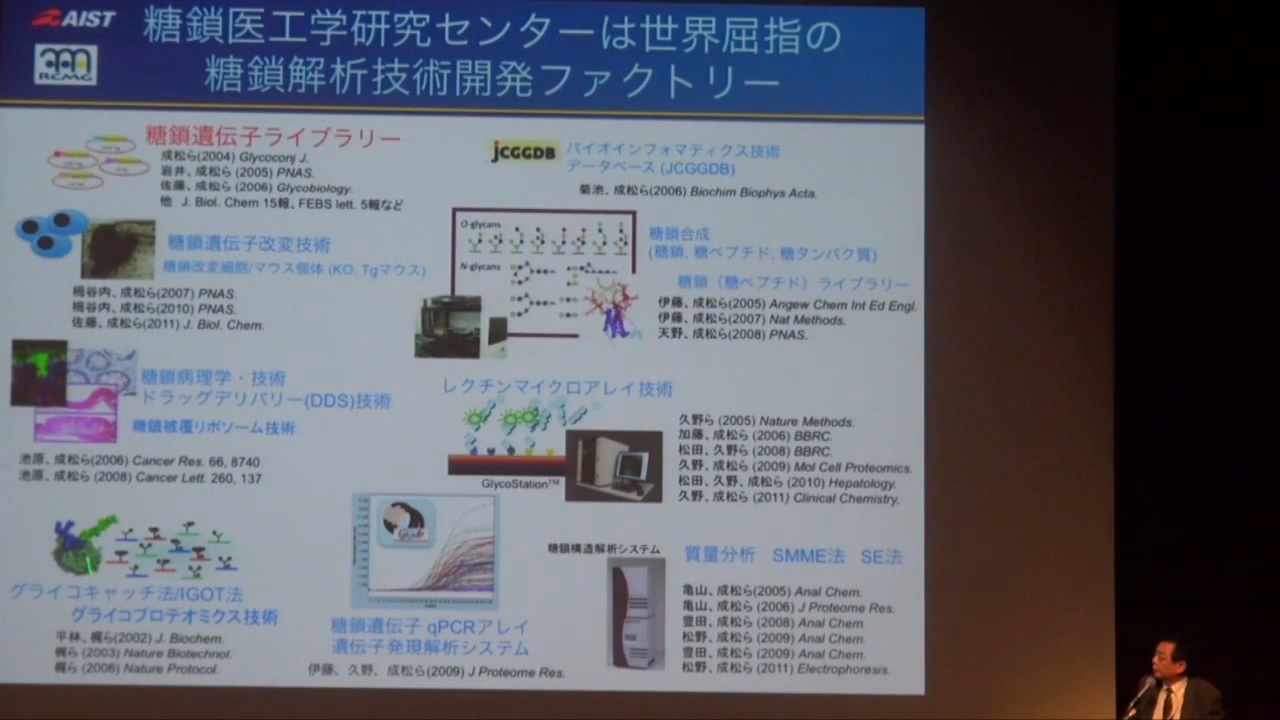 AIST
RCMG
糖鎖医工学研究センターは世界屈指の
糖鎖解析技術開発ファクトリー
糖鎖遺伝子ライブラリー
成松ら(2004) Glycoconj J.
岩井、成松ら (2005) PNAS.
佐藤、成松ら (2006) Glycobiology.
他 J. Biol. Chem 15報、FEBS lett. 5報など
JCGGDB
バイオインフォマティクス技術
データベース (JCGGDB)
菊池、成松ら(2006) Biochim Biophys Acta.
糖鎖遺伝子改変技術
糖鎖改変細胞/マウス個体 (KO, Tgマウス)
栂谷内、成松ら(2007) PNAS.
栂谷内、成松ら(2010) PNAS.
佐藤、成松ら(2011) J. Biol. Chem.
O-glycans
N-glycans
糖鎖合成
(糖鎖, 糖ペプチド, 糖タンパク質)
糖鎖(糖ペプチド)ライブラリー
伊藤、成松ら(2005) Angew Chem Int Ed Engl.
伊藤、成松ら(2007) Nat Methods.
天野、成松ら(2008) PNAS.
糖鎖病理学・技術
ドラッグデリバリー(DDS)技術
糖鎖被覆リポソーム技術
池原、成松ら(2006) Cancer Res. 66, 8740
池原、成松ら (2008) Cancer Lett. 260, 137
レクチンマイクロアレイ技術
GlycoStation™
久野ら (2005) Nature Methods.
加藤、成松ら (2006) BBRC.
松田、久野ら (2008) BBRC.
久野、成松ら (2009) Mol Cell Proteomics.
松田、久野、成松ら (2010) Hepatology.
久野、成松ら (2011) Clinical Chemistry.
グライコキャッチ法/IGOT法
グライコプロテオミクス技術
平林、梶ら(2002) J. Biochem.
梶ら (2003) Nature Biotechnol.
梶ら (2006) Nature Protocol.
糖鎖遺伝子 qPCRアレイ
遺伝子発現解析システム
伊藤、久野、成松ら(2009) J Proteome Res.
糖鎖構造解析システム
質量分析 SMME法 SE法
亀山、成松ら(2005) Anal Chem.
亀山、成松ら (2006) J Proteome Res.
豊田、成松ら (2008) Anal Chem.
松野、成松ら (2009) Anal Chem.
豊田、成松ら (2009) Anal Chem.
松野、成松ら (2011) Electrophoresis.